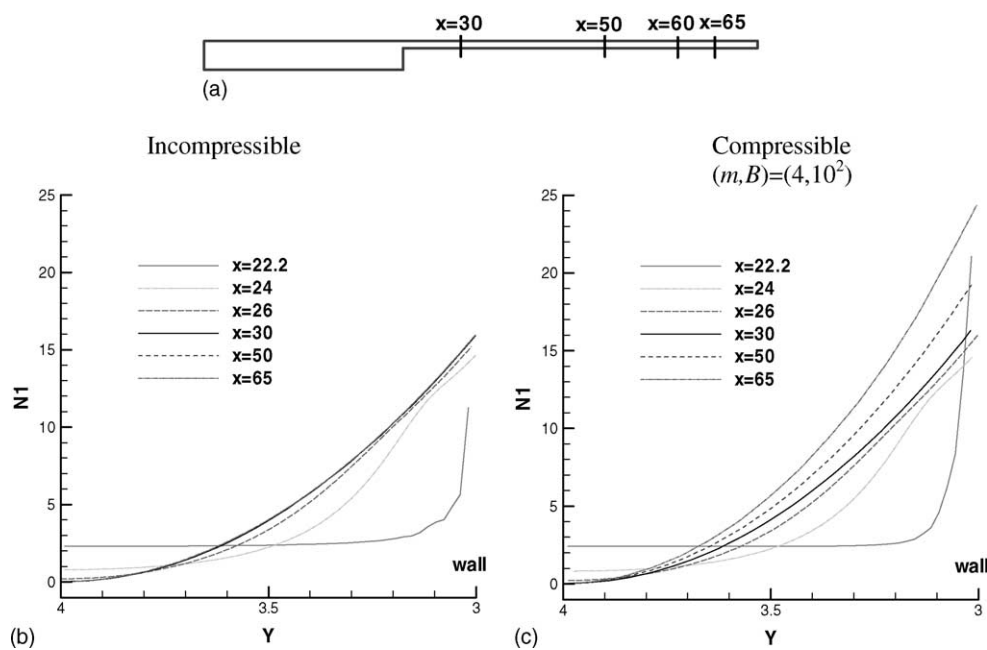 x=30 x=50 x=60 x=65
(a)
Incompressible
25
20
15
10
5
0
N1
x=22.2
x=24
x=26
x=30
x=50
x=65
wall
4 3.5 3
(b) Y
Compressible
(m,B)=(4,10²)
25
20
15
10
5
0
N1
x=22.2
x=24
x=26
x=30
x=50
x=65
wall
4 3.5 3
(c) Y